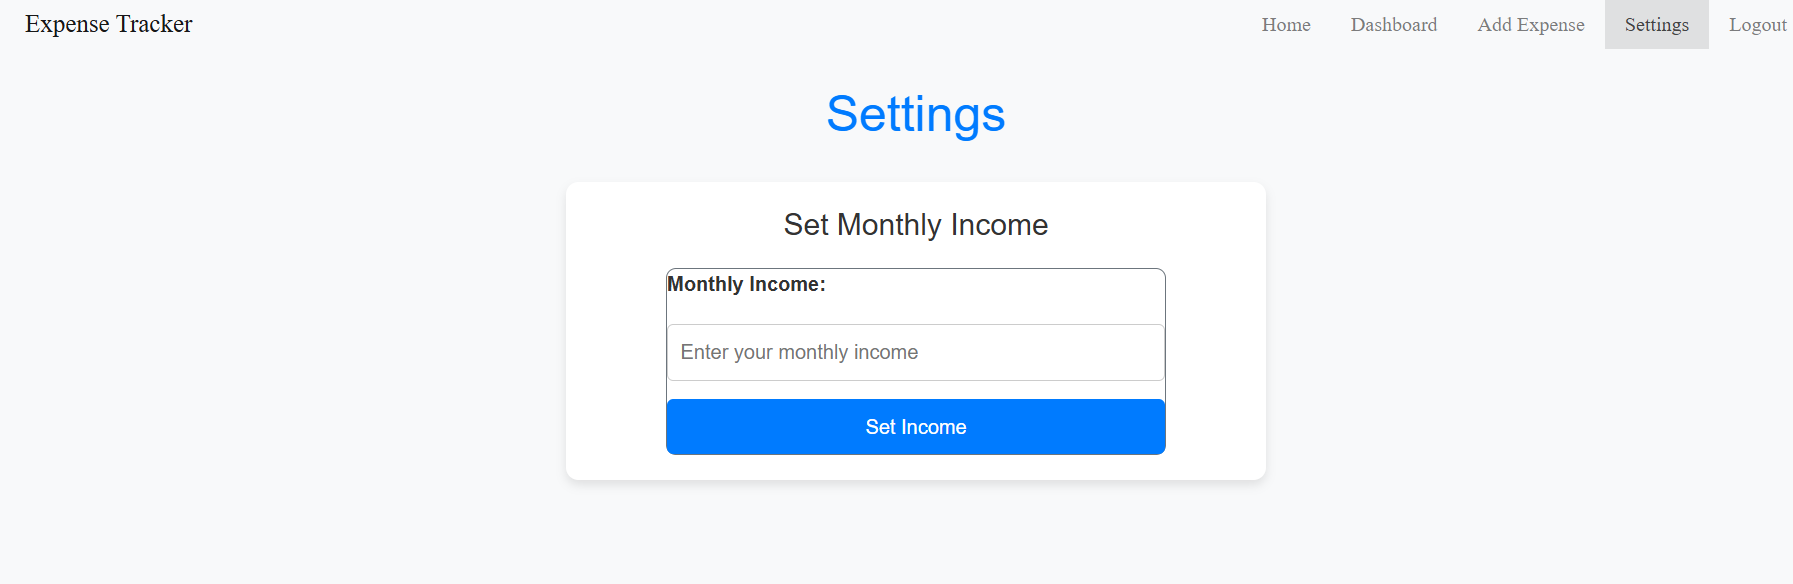 Expense Tracker Home Dashboard Add Expense Settings Logout
Settings
Set Monthly Income
Monthly Income:
Enter your monthly income
Set Income